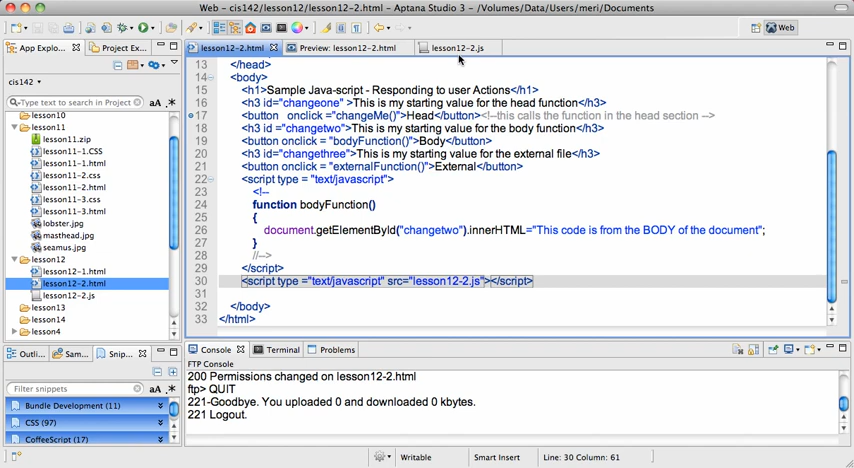 Web - cis142/lesson12/lesson12-2.html - Aptana Studio 3 - /Volumes/Data/Users/meri/Documents
Web
App Explo...
Project Ex...
lesson12-2.html
Preview: lesson12-2.html
lesson12-2.js
cis142
Type text to search in Project
aA .*
lesson10
lesson11
lesson11.zip
lesson11-1.CSS
lesson11-1.html
lesson11-2.css
lesson11-2.html
lesson11-3.css
lesson11-3.html
lobster.jpg
masthead.jpg
seamus.jpg
lesson12
lesson12-1.html
lesson12-2.html
lesson12-2.js
lesson13
lesson14
lesson4
13 </head>
14 <body>
15 <h1>Sample Java-script - Responding to user Actions</h1>
16 <h3 id="changeone" >This is my starting value for the head function</h3>
17 <button onclick ="changeMe()">Head</button><!--this calls the function in the head section -->
18 <h3 id ="changetwo">This is my starting value for the body function</h3>
19 <button onclick = "bodyFunction()">Body</button>
20 <h3 id ="changethree">This is my starting value for the external file</h3>
21 <button onclick = "externalFunction()">External</button>
22 <script type = "text/javascript">
23 <!--
24 function bodyFunction()
25 {
26 document.getElementById("changetwo").innerHTML="This code is from the BODY of the document";
27 }
28 //-->
29 </script>
30 <script type ="text/javascript" src="lesson12-2.js"></script>
31
32 </body>
33 </html>
Outli...
Sam...
Snip...
Filter snippets
aA .*
Bundle Development (11)
CSS (97)
CoffeeScript (17)
Console
Terminal
Problems
FTP Console
200 Permissions changed on lesson12-2.html
ftp> QUIT
221-Goodbye. You uploaded 0 and downloaded 0 kbytes.
221 Logout.
Writable
Smart Insert
Line: 30 Column: 61